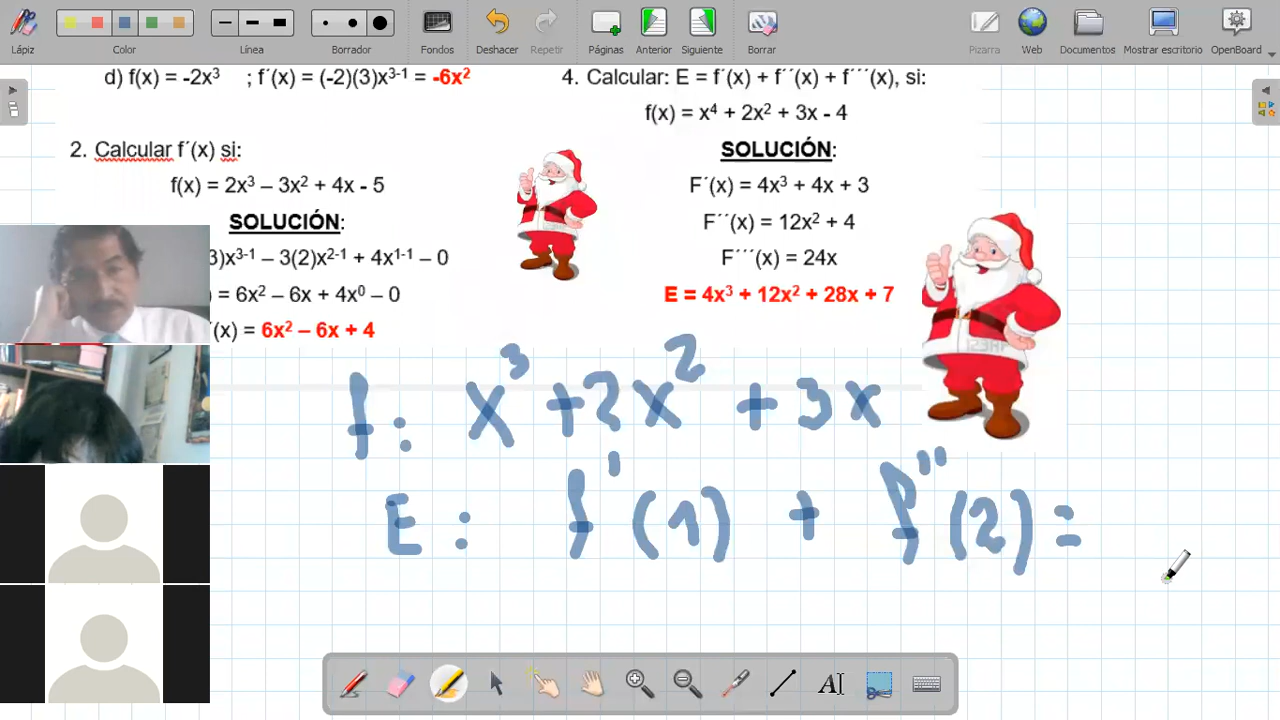 Lápiz Color Línea Borrador Fondos Deshacer Repetir Páginas Anterior Siguiente Borrar Pizarra Web Documentos Mostrar escritorio OpenBoard
d) f(x) = -2x³ ; f´(x) = (-2)(3)x³⁻¹ = -6x²
2. Calcular f´(x) si:
f(x) = 2x³ – 3x² + 4x - 5
SOLUCIÓN:
3)x³⁻¹ – 3(2)x²⁻¹ + 4x¹⁻¹ – 0
) = 6x² – 6x + 4x⁰ – 0
´(x) = 6x² – 6x + 4
4. Calcular: E = f´(x) + f´´(x) + f´´´(x), si:
f(x) = x⁴ + 2x² + 3x - 4
SOLUCIÓN:
F´(x) = 4x³ + 4x + 3
F´´(x) = 12x² + 4
F´´´(x) = 24x
E = 4x³ + 12x² + 28x + 7
f: x³ + 2x² + 3x
E: f'(1) + f''(2) =
AI